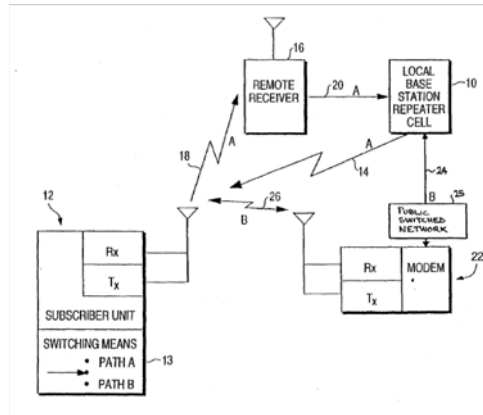 16
REMOTE
RECEIVER
20
A
LOCAL
BASE
STATION
REPEATER
CELL
10
18
A
A
14
24
12
26
B
B
25
PUBLIC
SWITCHED
NETWORK
Rx
Tx
SUBSCRIBER UNIT
SWITCHING MEANS
PATH A
PATH B
13
Rx
Tx
MODEM
22